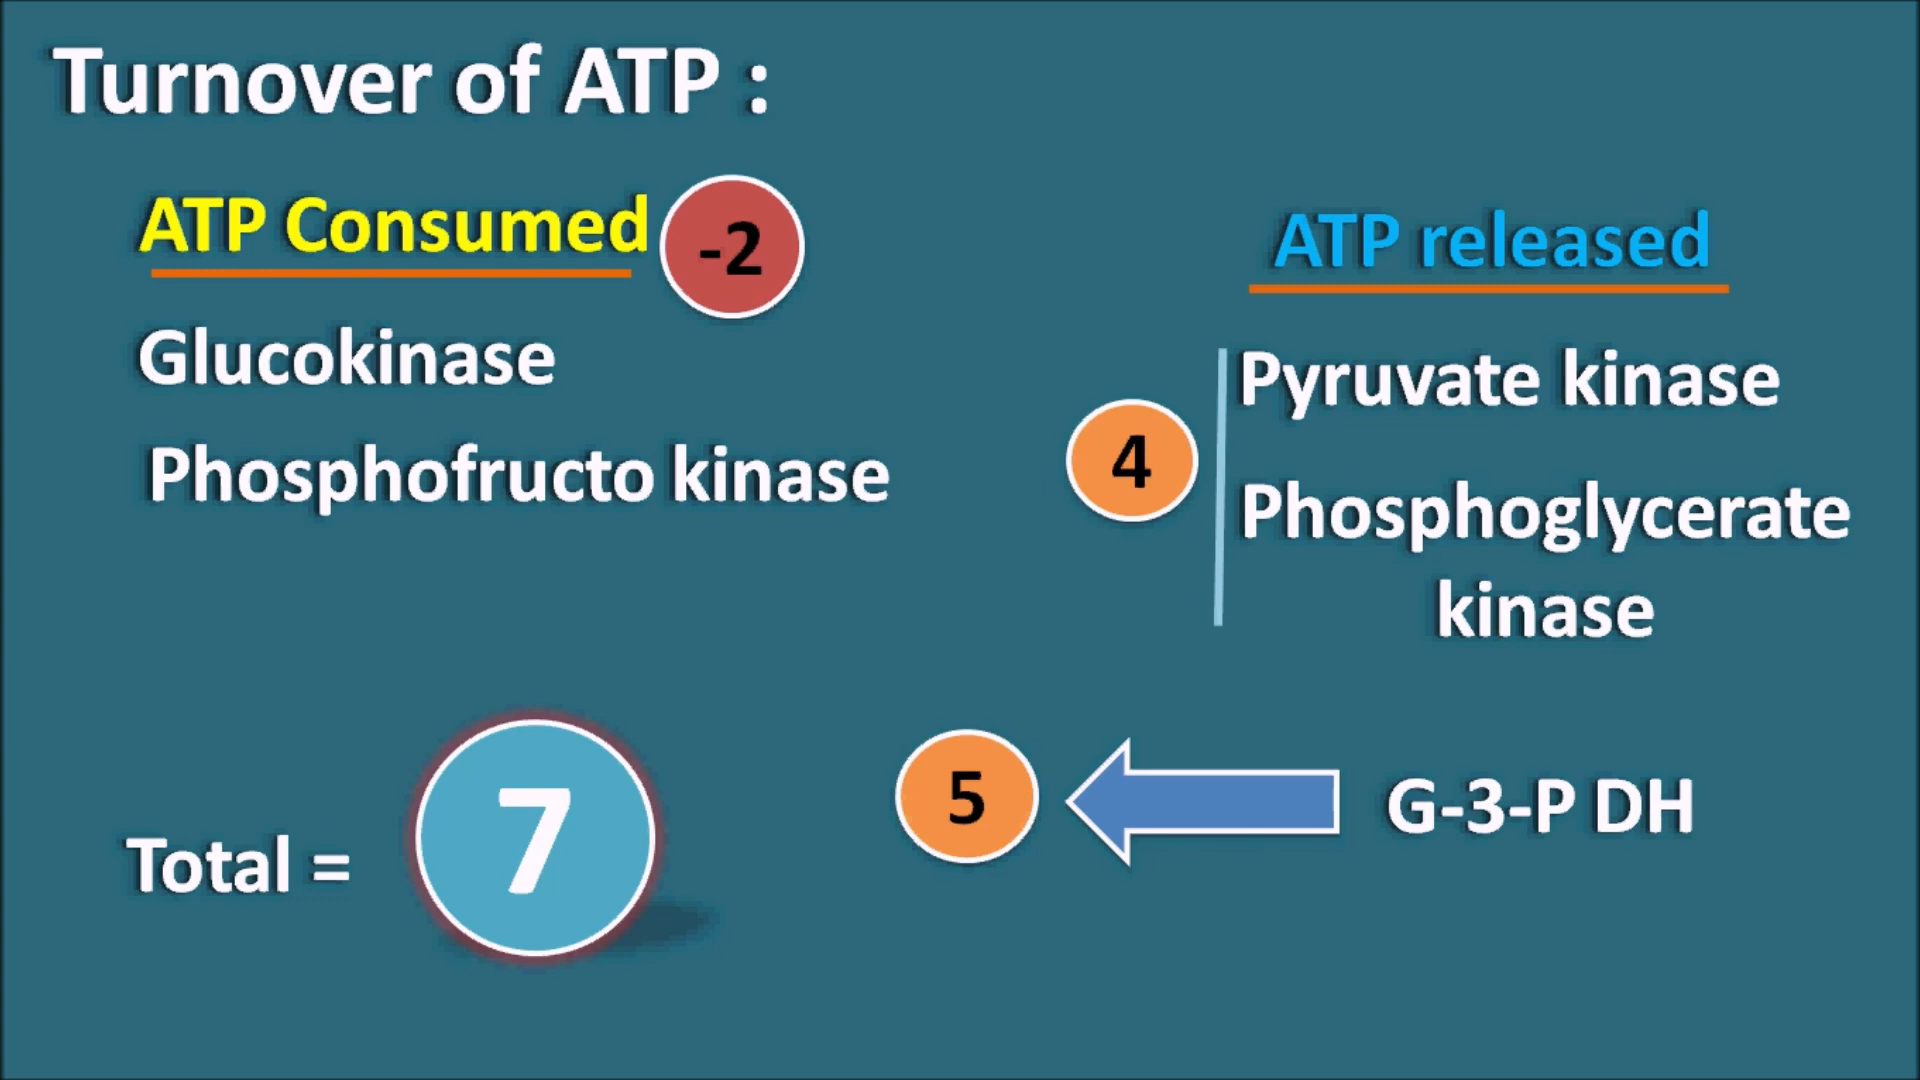 Turnover of ATP :
ATP Consumed
-2
Glucokinase
Phosphofructo kinase
ATP released
4
Pyruvate kinase
Phosphoglycerate
kinase
Total =
7
5
G-3-P DH